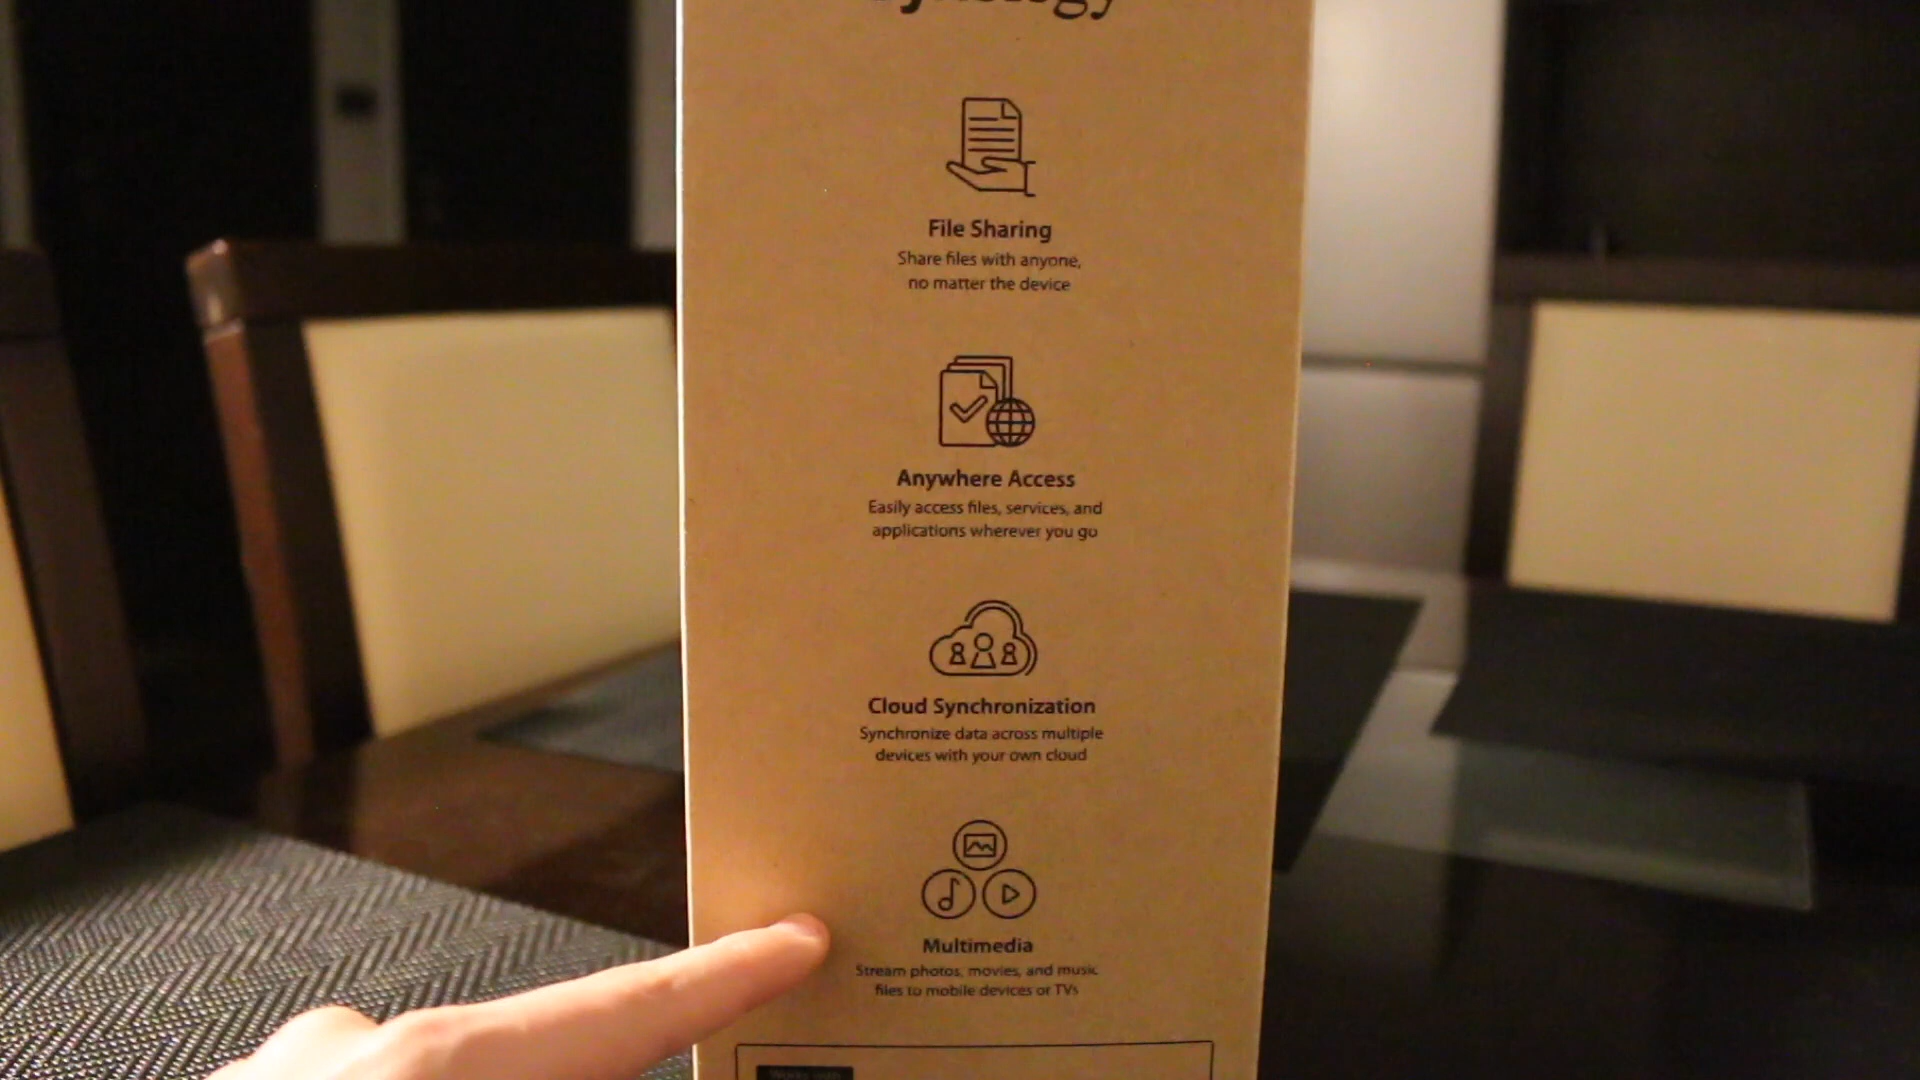 Synology
File Sharing
Share files with anyone,
no matter the device
Anywhere Access
Easily access files, services, and
applications wherever you go
Cloud Synchronization
Synchronize data across multiple
devices with your own cloud
Multimedia
Stream photos, movies, and music
files to mobile devices or TVs